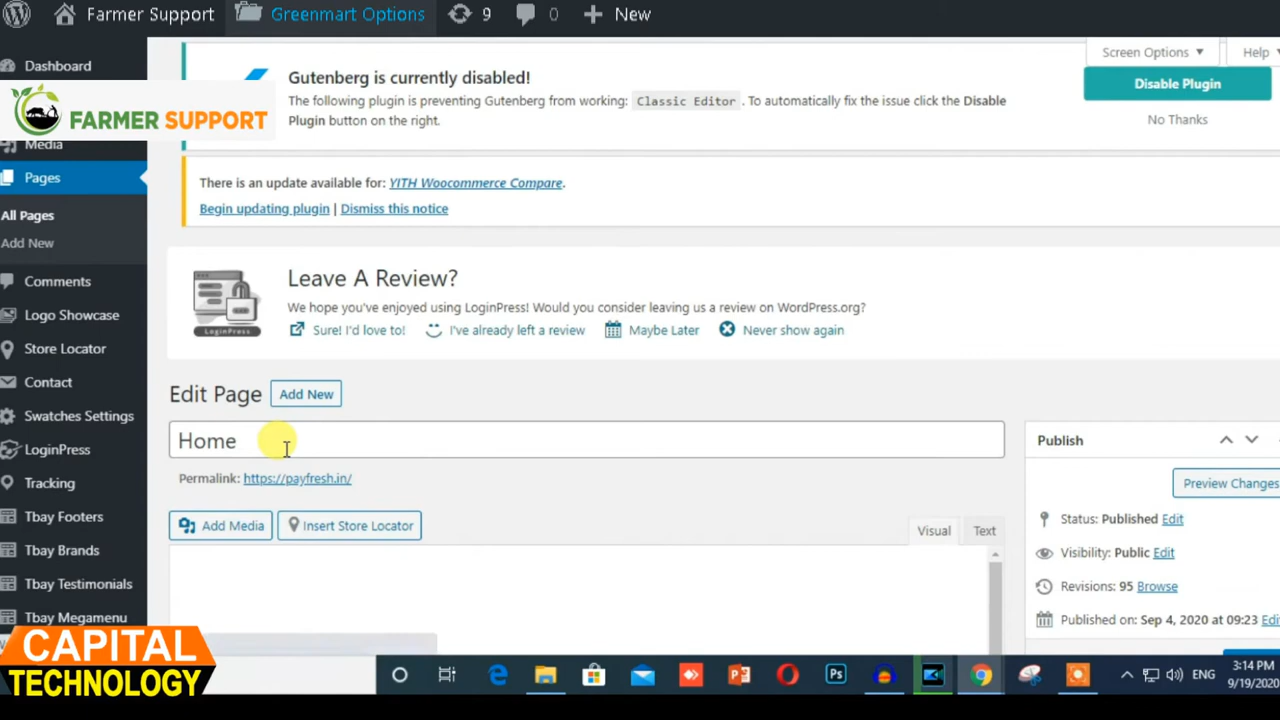 Farmer Support
Greenmart Options
9
0
New
Screen Options
Help
Dashboard
FARMER SUPPORT
Media
Pages
All Pages
Add New
Comments
Logo Showcase
Store Locator
Contact
Swatches Settings
LoginPress
Tracking
Tbay Footers
Tbay Brands
Tbay Testimonials
Tbay Megamenu
Gutenberg is currently disabled!
The following plugin is preventing Gutenberg from working: Classic Editor . To automatically fix the issue click the Disable
Plugin button on the right.
Disable Plugin
No Thanks
There is an update available for: YITH Woocommerce Compare.
Begin updating plugin | Dismiss this notice
LoginPress
Leave A Review?
We hope you've enjoyed using LoginPress! Would you consider leaving us a review on WordPress.org?
Sure! I'd love to!
I've already left a review
Maybe Later
Never show again
Edit Page
Add New
Home
Permalink: https://payfresh.in/
Add Media
Insert Store Locator
Visual
Text
Publish
Preview Changes
Status: Published Edit
Visibility: Public Edit
Revisions: 95 Browse
Published on: Sep 4, 2020 at 09:23
CAPITAL
TECHNOLOGY
Ps
ENG
3:14 PM
9/19/2020